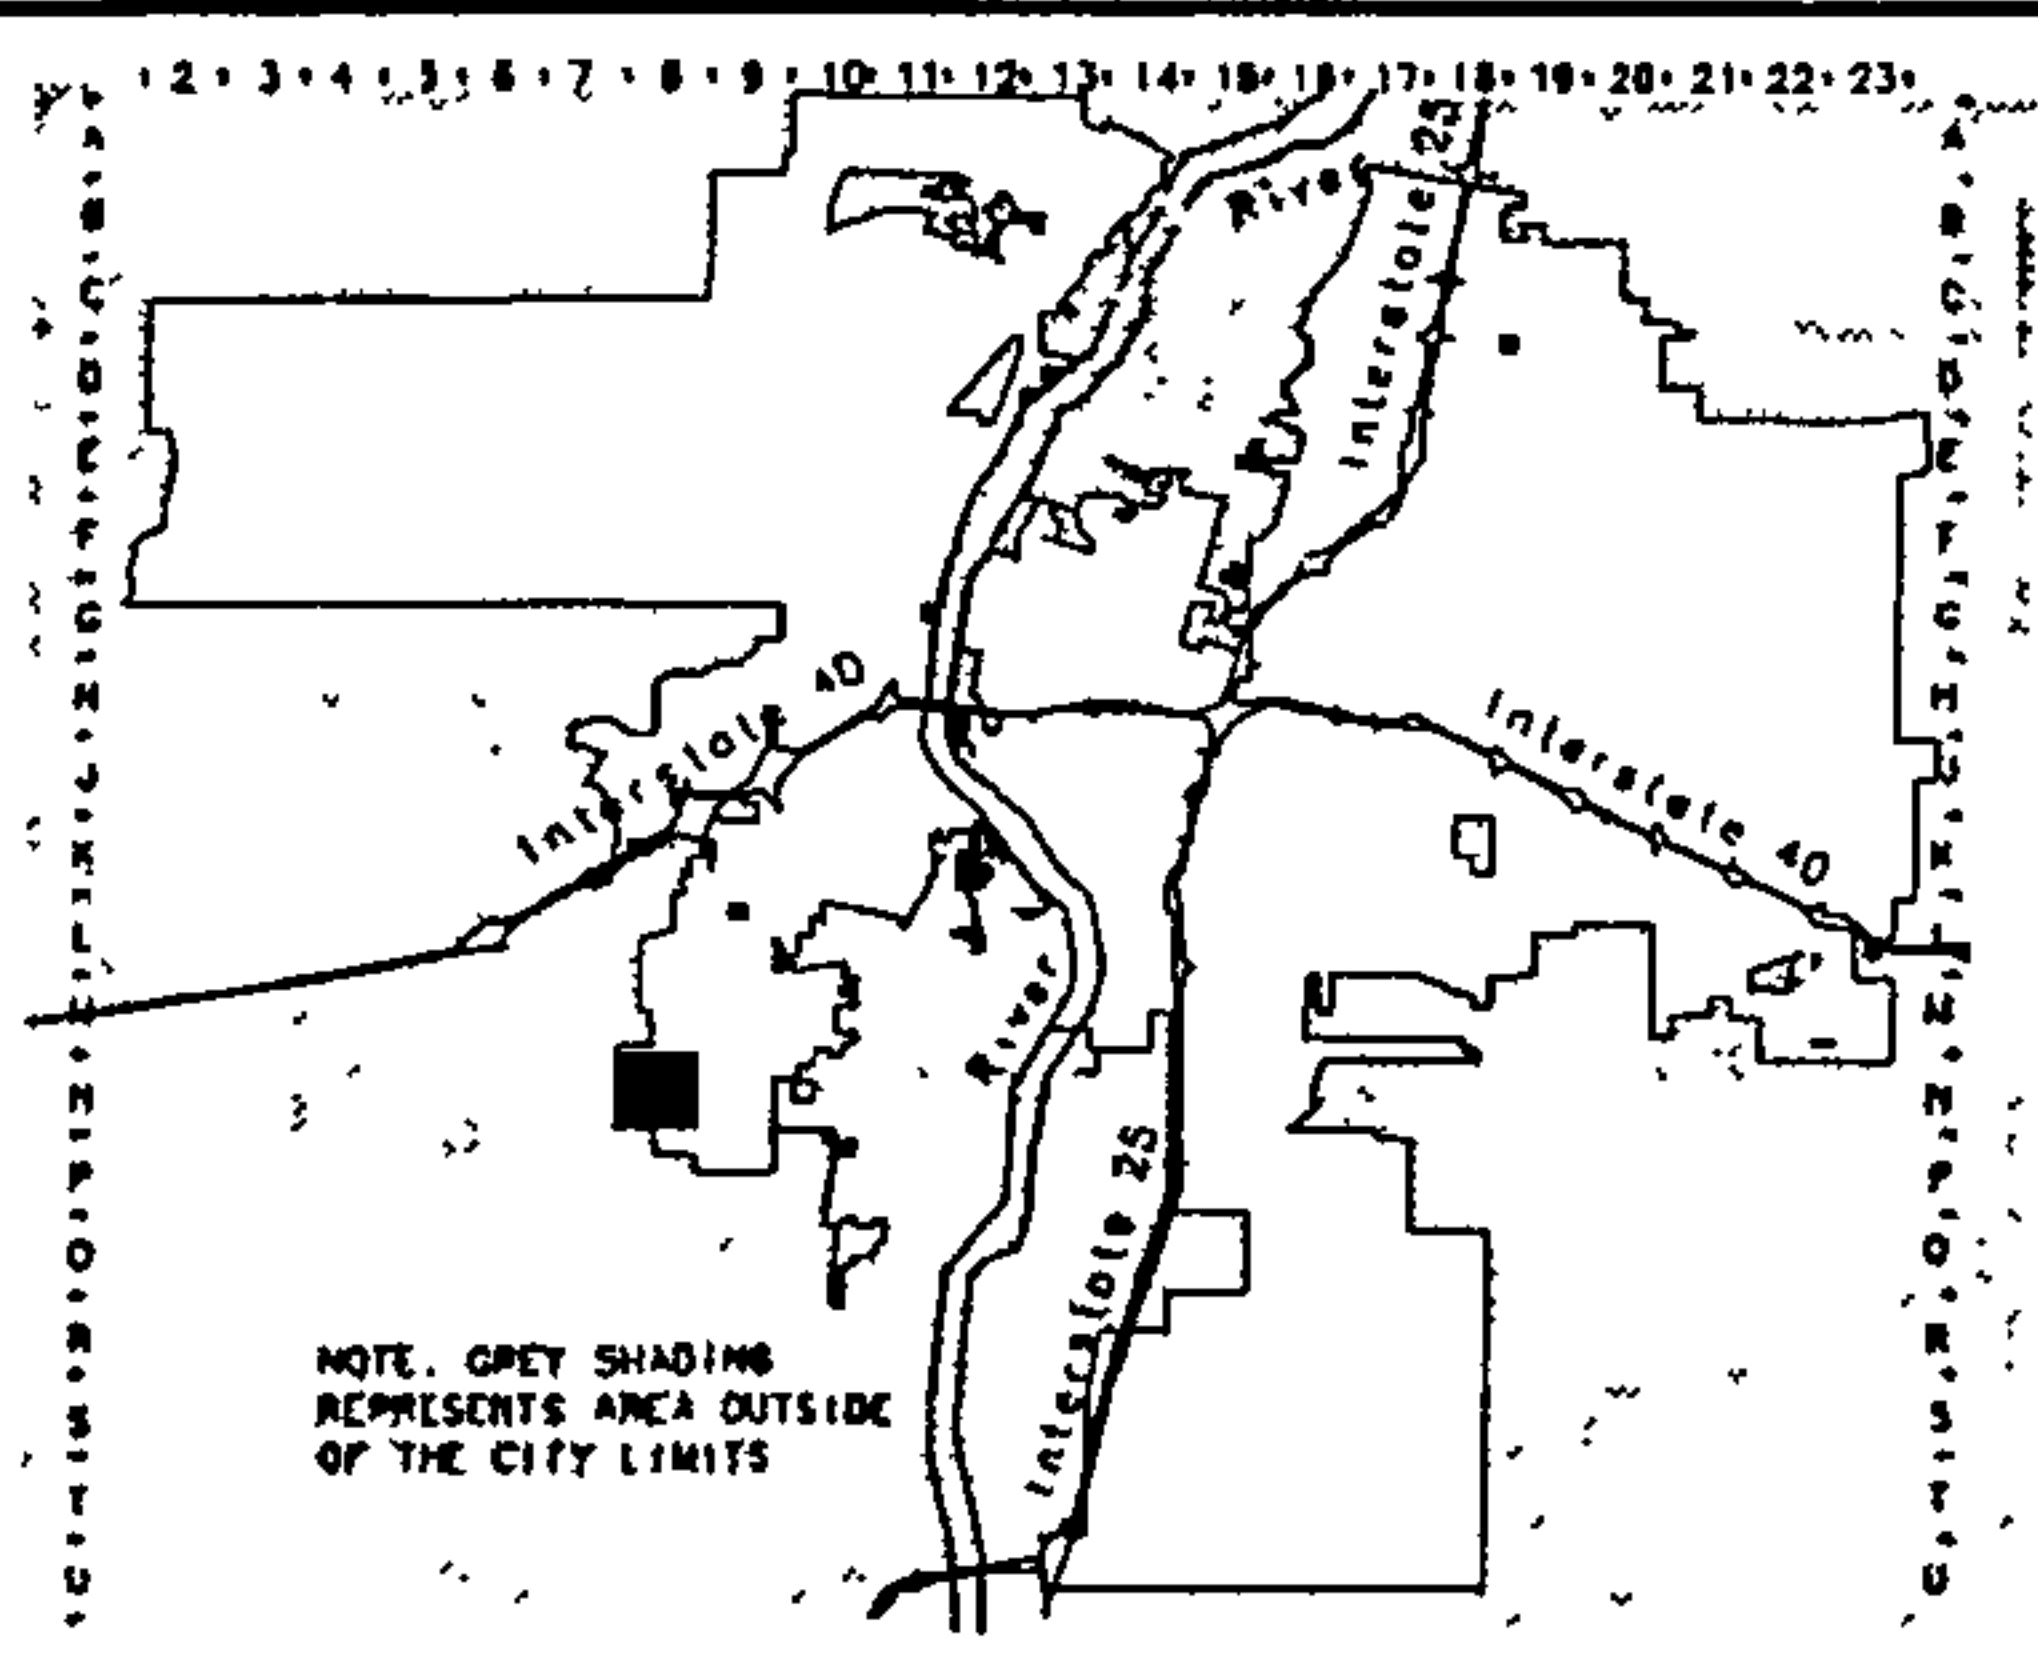 2 3 4 5 6 7 8 9 10 11 12 13 14 15 16 17 18 19 20 21 22 23
A A
B B
C C
D D
E E
F F
G G
H H
J J
K K
L L
M M
N N
P P
Q Q
R R
S S
T T
U U
River
Interstate 25
Interstate 40
Interstate 40
River
Interstate 25
NOTE. GREY SHADING
REPRESENTS AREA OUTSIDE
OF THE CITY LIMITS